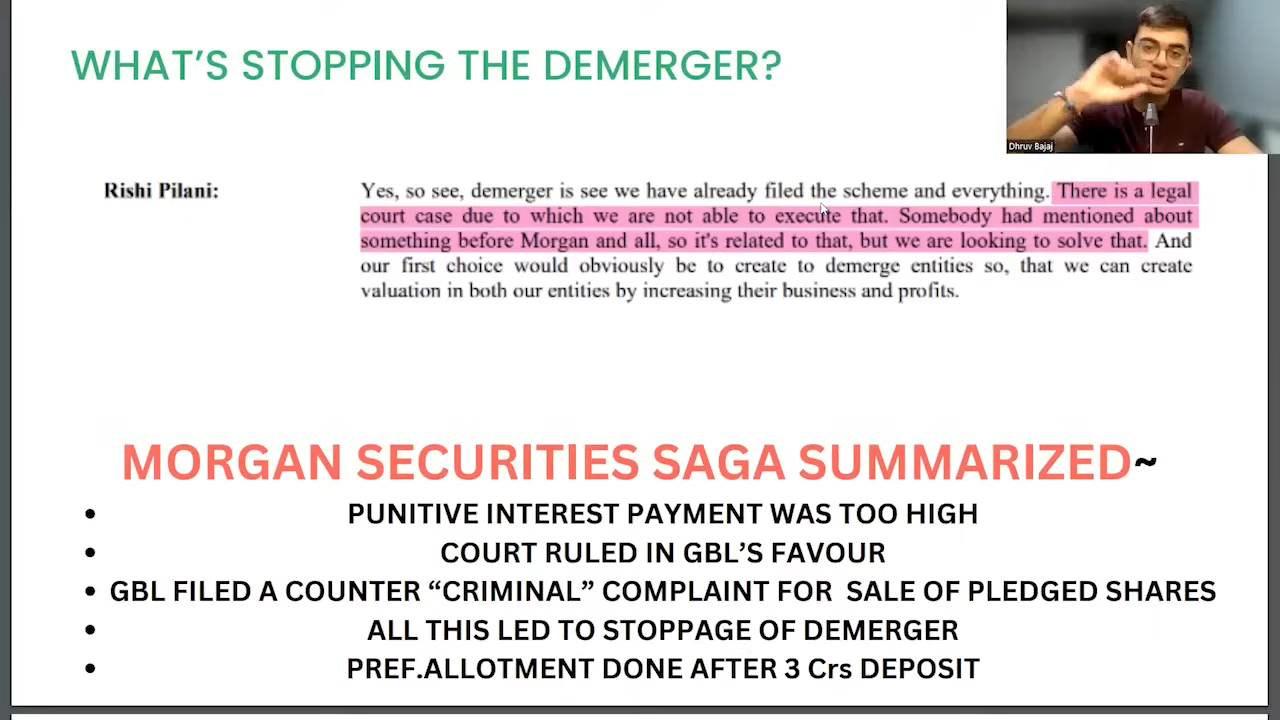 WHAT'S STOPPING THE DEMERGER?
Dhruv Bajaj
Rishi Pilani:
Yes, so see, demerger is see we have already filed the scheme and everything. There is a legal
court case due to which we are not able to execute that. Somebody had mentioned about
something before Morgan and all, so it's related to that, but we are looking to solve that. And
our first choice would obviously be to create to demerge entities so, that we can create
valuation in both our entities by increasing their business and profits.
MORGAN SECURITIES SAGA SUMMARIZED~
• PUNITIVE INTEREST PAYMENT WAS TOO HIGH
• COURT RULED IN GBL'S FAVOUR
• GBL FILED A COUNTER “CRIMINAL” COMPLAINT FOR SALE OF PLEDGED SHARES
• ALL THIS LED TO STOPPAGE OF DEMERGER
• PREF.ALLOTMENT DONE AFTER 3 Crs DEPOSIT